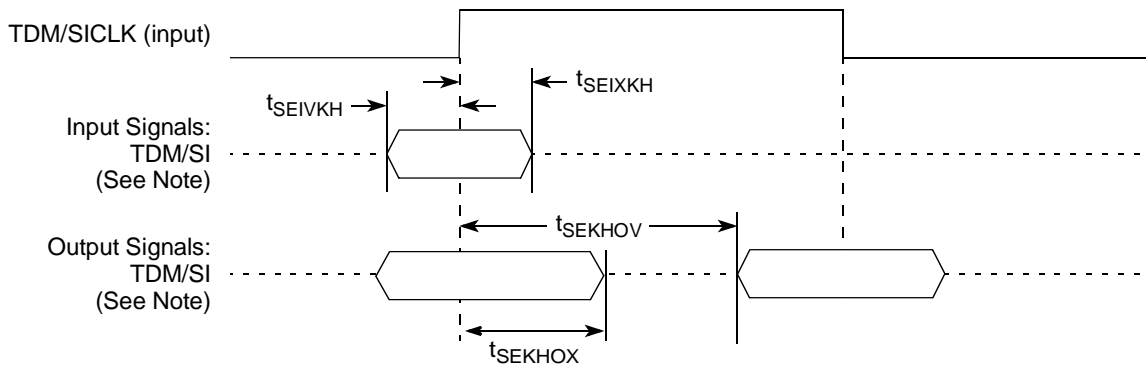 TDM/SICLK (input)
tSEIXKH
tSEIVKH
Input Signals:
TDM/SI
(See Note)
tSEKHOV
Output Signals:
TDM/SI
(See Note)
tSEKHOX